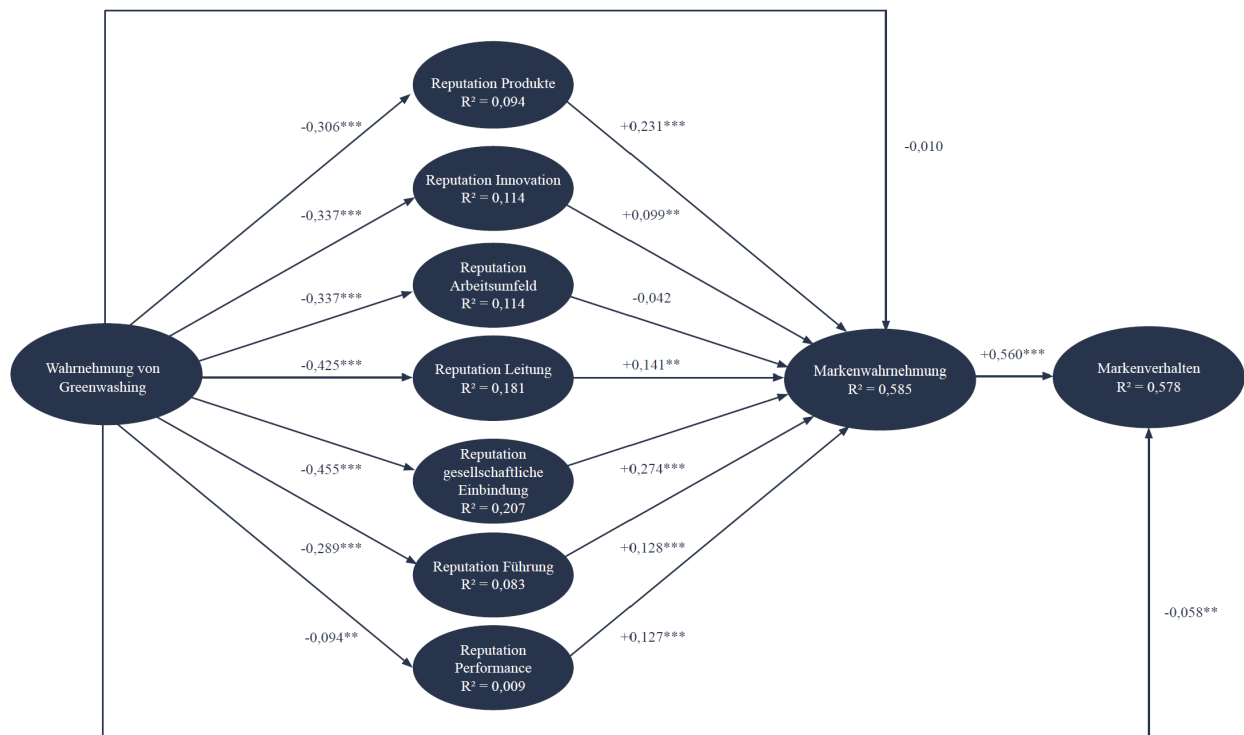 Reputation Produkte
R² = 0,094
-0,306***
+0,231***
-0,010
Reputation Innovation
R² = 0,114
-0,337***
+0,099**
Reputation
Arbeitsumfeld
R² = 0,114
-0,337***
-0,042
Wahrnehmung von
Greenwashing
-0,425***
Reputation Leitung
R² = 0,181
+0,141**
Markenwahrnehmung
R² = 0,585
+0,560***
Markenverhalten
R² = 0,578
Reputation
gesellschaftliche
Einbindung
R² = 0,207
-0,455***
+0,274***
-0,289***
Reputation Führung
R² = 0,083
+0,128***
-0,058**
-0,094**
Reputation
Performance
R² = 0,009
+0,127***